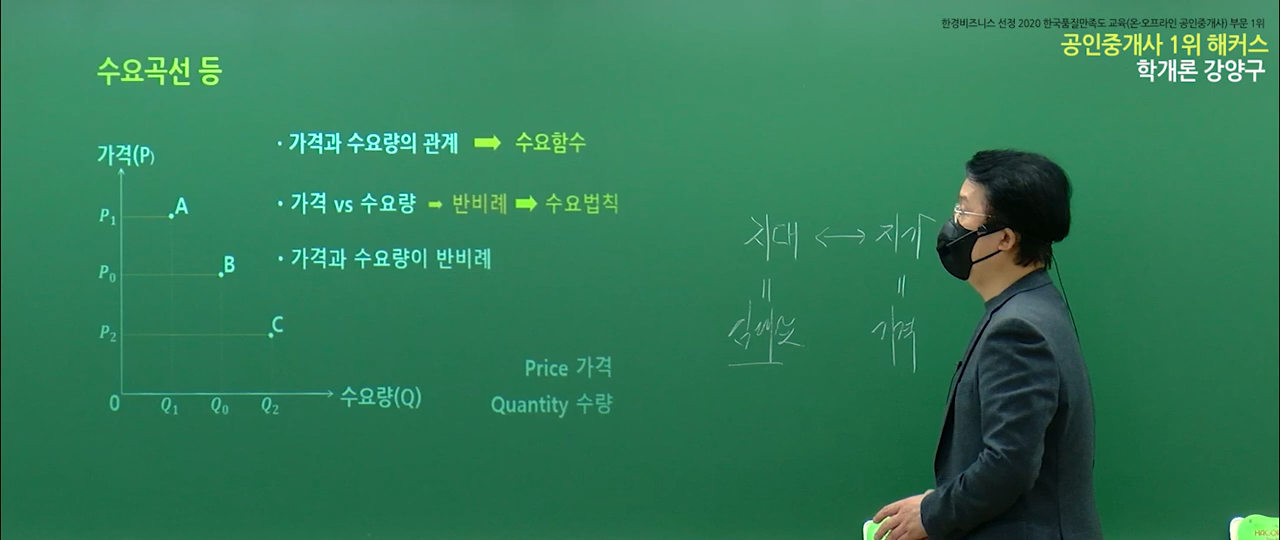 한경비즈니스 선정 2020 한국품질만족도 교육(온·오프라인 공인중개사) 부문 1위
공인중개사 1위 해커스
학개론 강양구
수요곡선 등
· 가격과 수요량의 관계 ➡ 수요함수
가격(P)
· 가격 vs 수요량 ➡ 반비례 ➡ 수요법칙
P₁ A
· 가격과 수요량이 반비례
P₀ B
P₂ C
0 Q₁ Q₀ Q₂ 수요량(Q)
Price 가격
Quantity 수량
지대 ↔ 지가
= =
임대료 가격